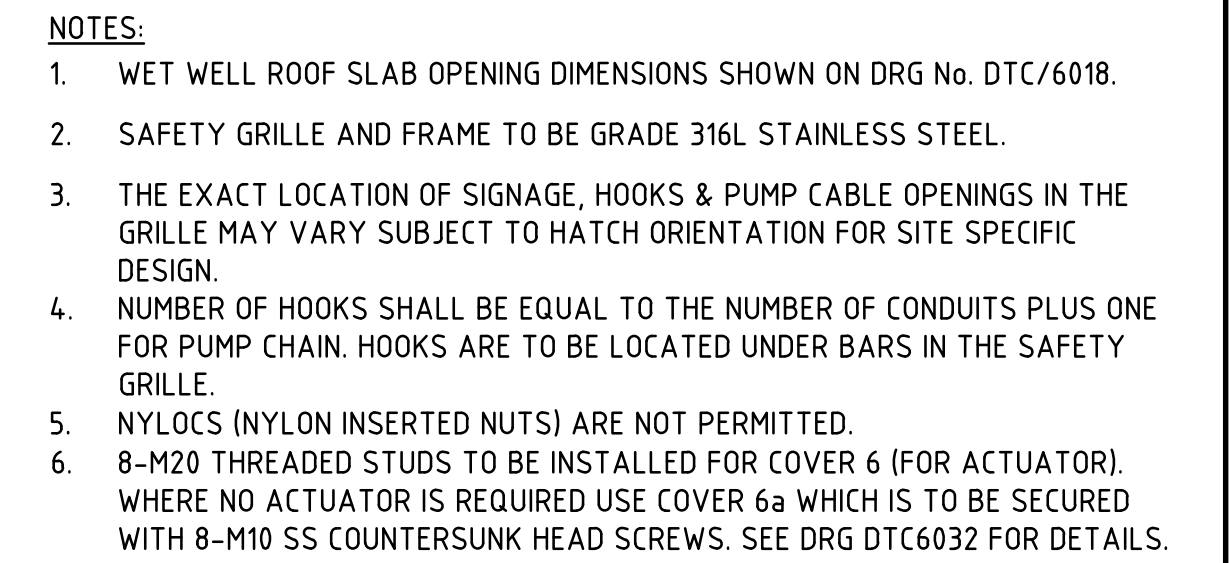 NOTES:
1. WET WELL ROOF SLAB OPENING DIMENSIONS SHOWN ON DRG No. DTC/6018.
2. SAFETY GRILLE AND FRAME TO BE GRADE 316L STAINLESS STEEL.
3. THE EXACT LOCATION OF SIGNAGE, HOOKS & PUMP CABLE OPENINGS IN THE
GRILLE MAY VARY SUBJECT TO HATCH ORIENTATION FOR SITE SPECIFIC
DESIGN.
4. NUMBER OF HOOKS SHALL BE EQUAL TO THE NUMBER OF CONDUITS PLUS ONE
FOR PUMP CHAIN. HOOKS ARE TO BE LOCATED UNDER BARS IN THE SAFETY
GRILLE.
5. NYLOCS (NYLON INSERTED NUTS) ARE NOT PERMITTED.
6. 8-M20 THREADED STUDS TO BE INSTALLED FOR COVER 6 (FOR ACTUATOR).
WHERE NO ACTUATOR IS REQUIRED USE COVER 6a WHICH IS TO BE SECURED
WITH 8-M10 SS COUNTERSUNK HEAD SCREWS. SEE DRG DTC6032 FOR DETAILS.